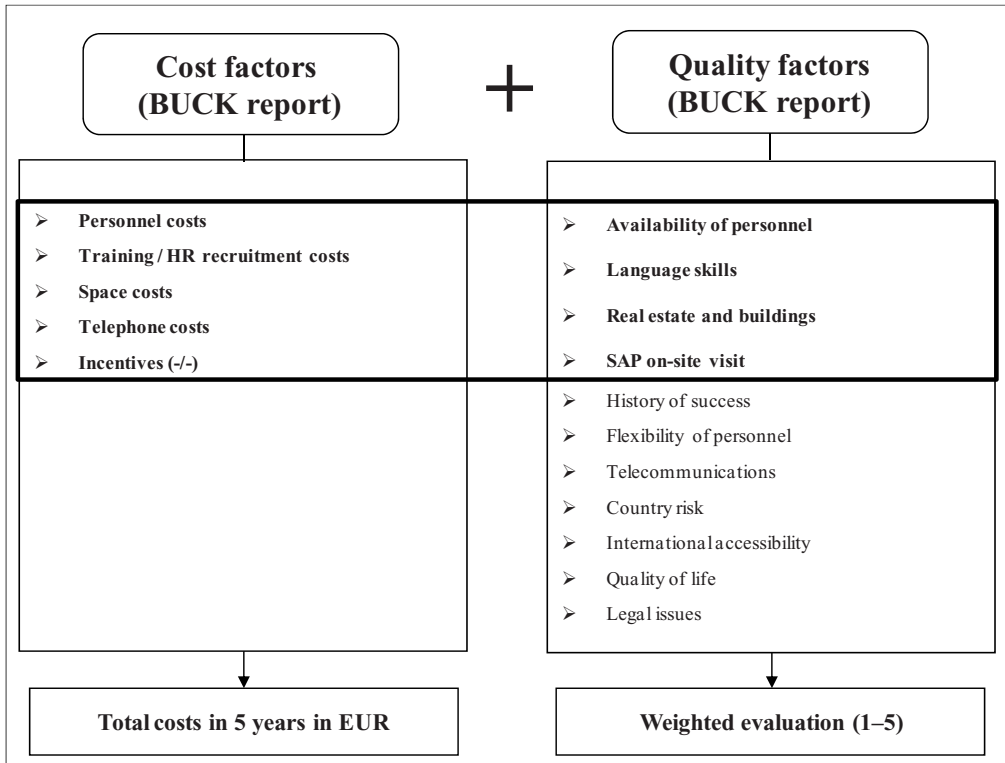 Cost factors
(BUCK report)
+
Quality factors
(BUCK report)
➢ Personnel costs
➢ Training / HR recruitment costs
➢ Space costs
➢ Telephone costs
➢ Incentives (-/-)
➢ Availability of personnel
➢ Language skills
➢ Real estate and buildings
➢ SAP on-site visit
➢ History of success
➢ Flexibility of personnel
➢ Telecommunications
➢ Country risk
➢ International accessibility
➢ Quality of life
➢ Legal issues
Total costs in 5 years in EUR
Weighted evaluation (1–5)